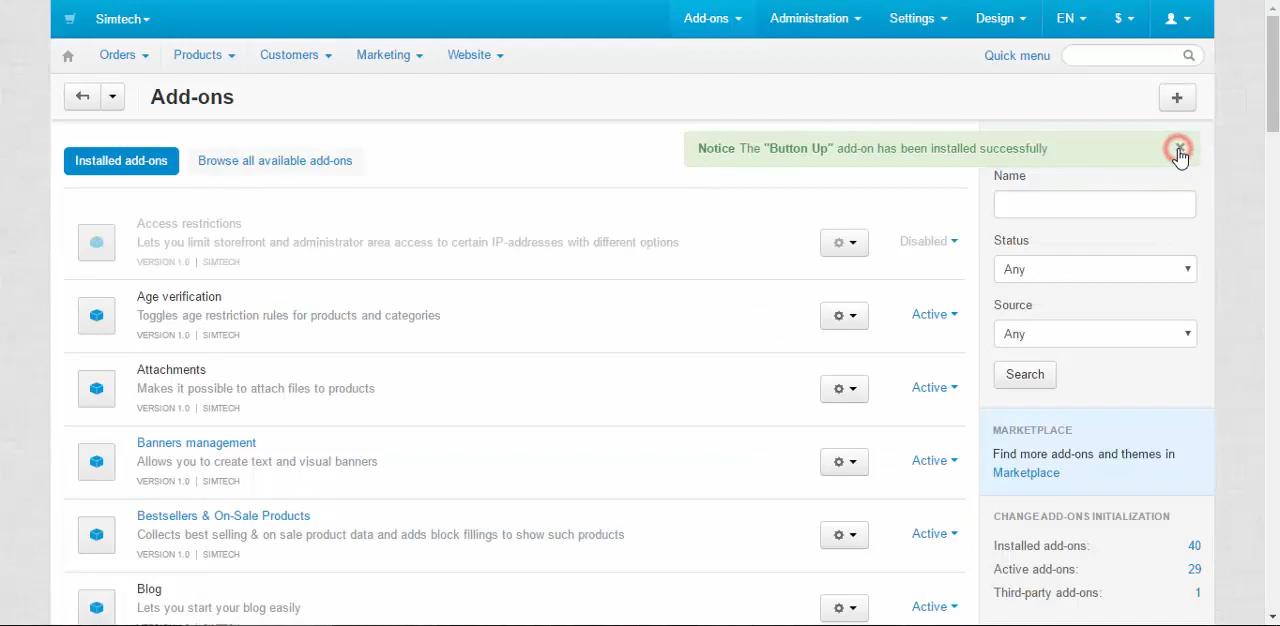 Simtech
Add-ons
Administration
Settings
Design
EN
$
Orders
Products
Customers
Marketing
Website
Quick menu
Add-ons
Installed add-ons
Browse all available add-ons
Notice The "Button Up" add-on has been installed successfully
Name
Status
Any
Source
Any
Search
Access restrictions
Lets you limit storefront and administrator area access to certain IP-addresses with different options
VERSION 1.0 | SIMTECH
Disabled
Age verification
Toggles age restriction rules for products and categories
VERSION 1.0 | SIMTECH
Active
Attachments
Makes it possible to attach files to products
VERSION 1.0 | SIMTECH
Active
Banners management
Allows you to create text and visual banners
VERSION 1.0 | SIMTECH
Active
Bestsellers & On-Sale Products
Collects best selling & on sale product data and adds block fillings to show such products
VERSION 1.0 | SIMTECH
Active
Blog
Lets you start your blog easily
Active
MARKETPLACE
Find more add-ons and themes in
Marketplace
CHANGE ADD-ONS INITIALIZATION
Installed add-ons: 40
Active add-ons: 29
Third-party add-ons: 1